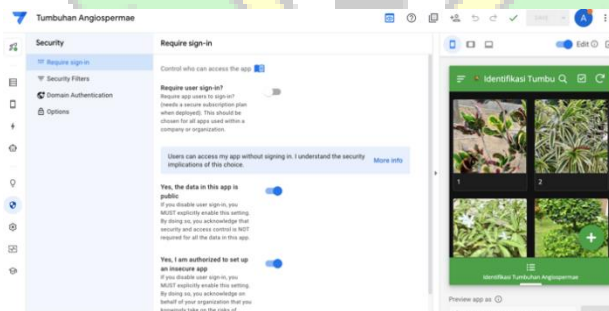 Tumbuhan Angiospermae
SAVE
A
Edit
Security
Require sign in
Security Filters
Domain Authentication
Options
Require sign-in
Control who can access the app
Require user sign-in?
Require app users to sign-in?
(needs a secure subscription plan
when deployed). This should be
chosen for all apps used within a
company or organization.
Users can access my app without signing in. I understand the security
implications of this choice.
More info
Yes, the data in this app is
public
If you disable user sign-in, you
MUST explicitly enable this setting.
By doing so, you acknowledge that
security and access control is NOT
required for all the data in this app.
Yes, I am authorized to set up
an insecure app
If you disable user sign-in, you
MUST explicitly enable this setting.
By doing so, you acknowledge on
behalf of your organization that you
knowingly take on the risks of
Identifikasi Tumbu
1
2
Identifikasi Tumbuhan Angiospermae
Preview app as